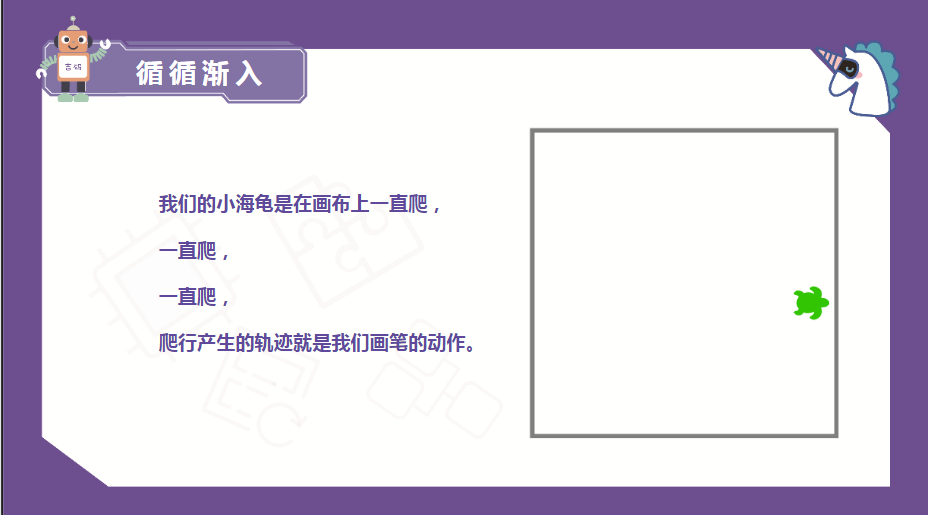 循循渐入
我们的小海龟是在画布上一直爬，
一直爬，
一直爬，
爬行产生的轨迹就是我们画笔的动作。